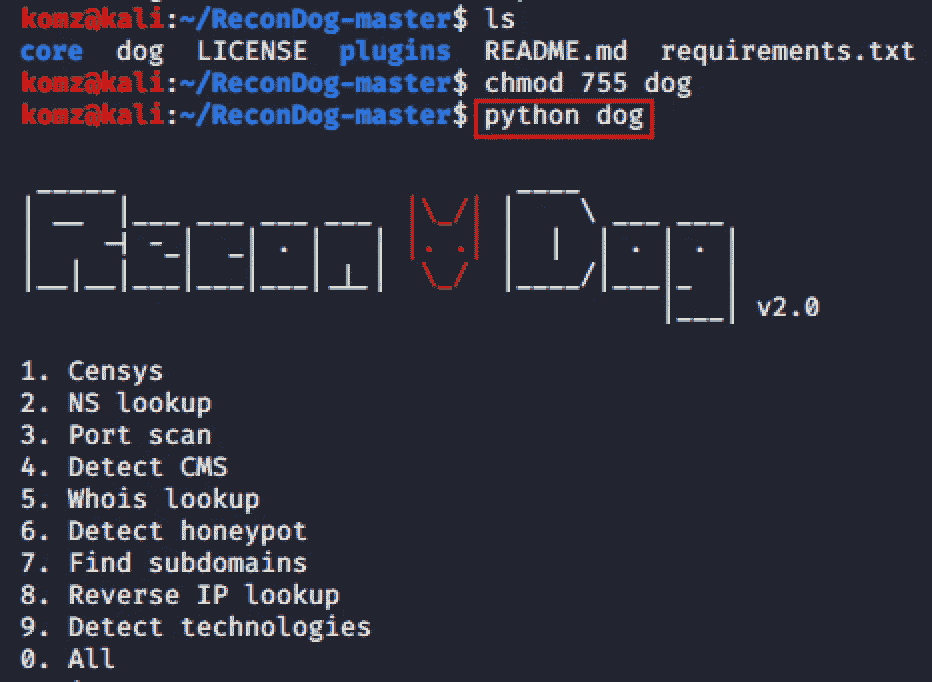 komz@kali:~/ReconDog-master$ ls
core dog LICENSE plugins README.md requirements.txt
komz@kali:~/ReconDog-master$ chmod 755 dog
komz@kali:~/ReconDog-master$ python dog
Recon Dog
v2.0
1. Censys
2. NS lookup
3. Port scan
4. Detect CMS
5. Whois lookup
6. Detect honeypot
7. Find subdomains
8. Reverse IP lookup
9. Detect technologies
0. All